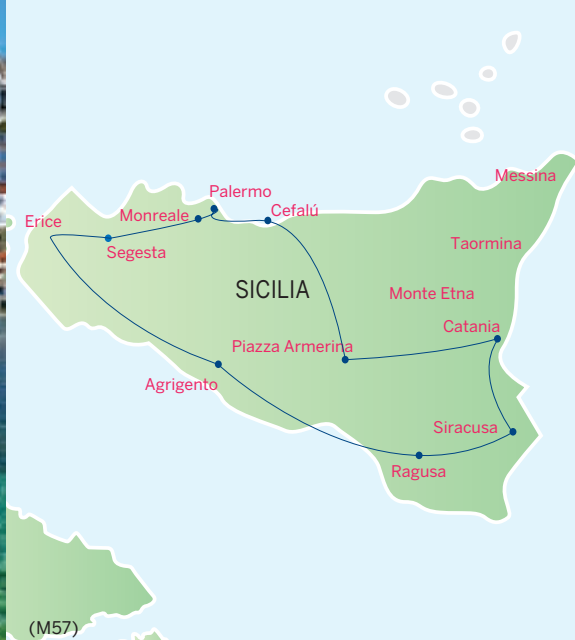 Messina
Palermo
Cefalú
Monreale
Erice
Taormina
Segesta
SICILIA
Monte Etna
Catania
Piazza Armerina
Agrigento
Siracusa
Ragusa
(M57)